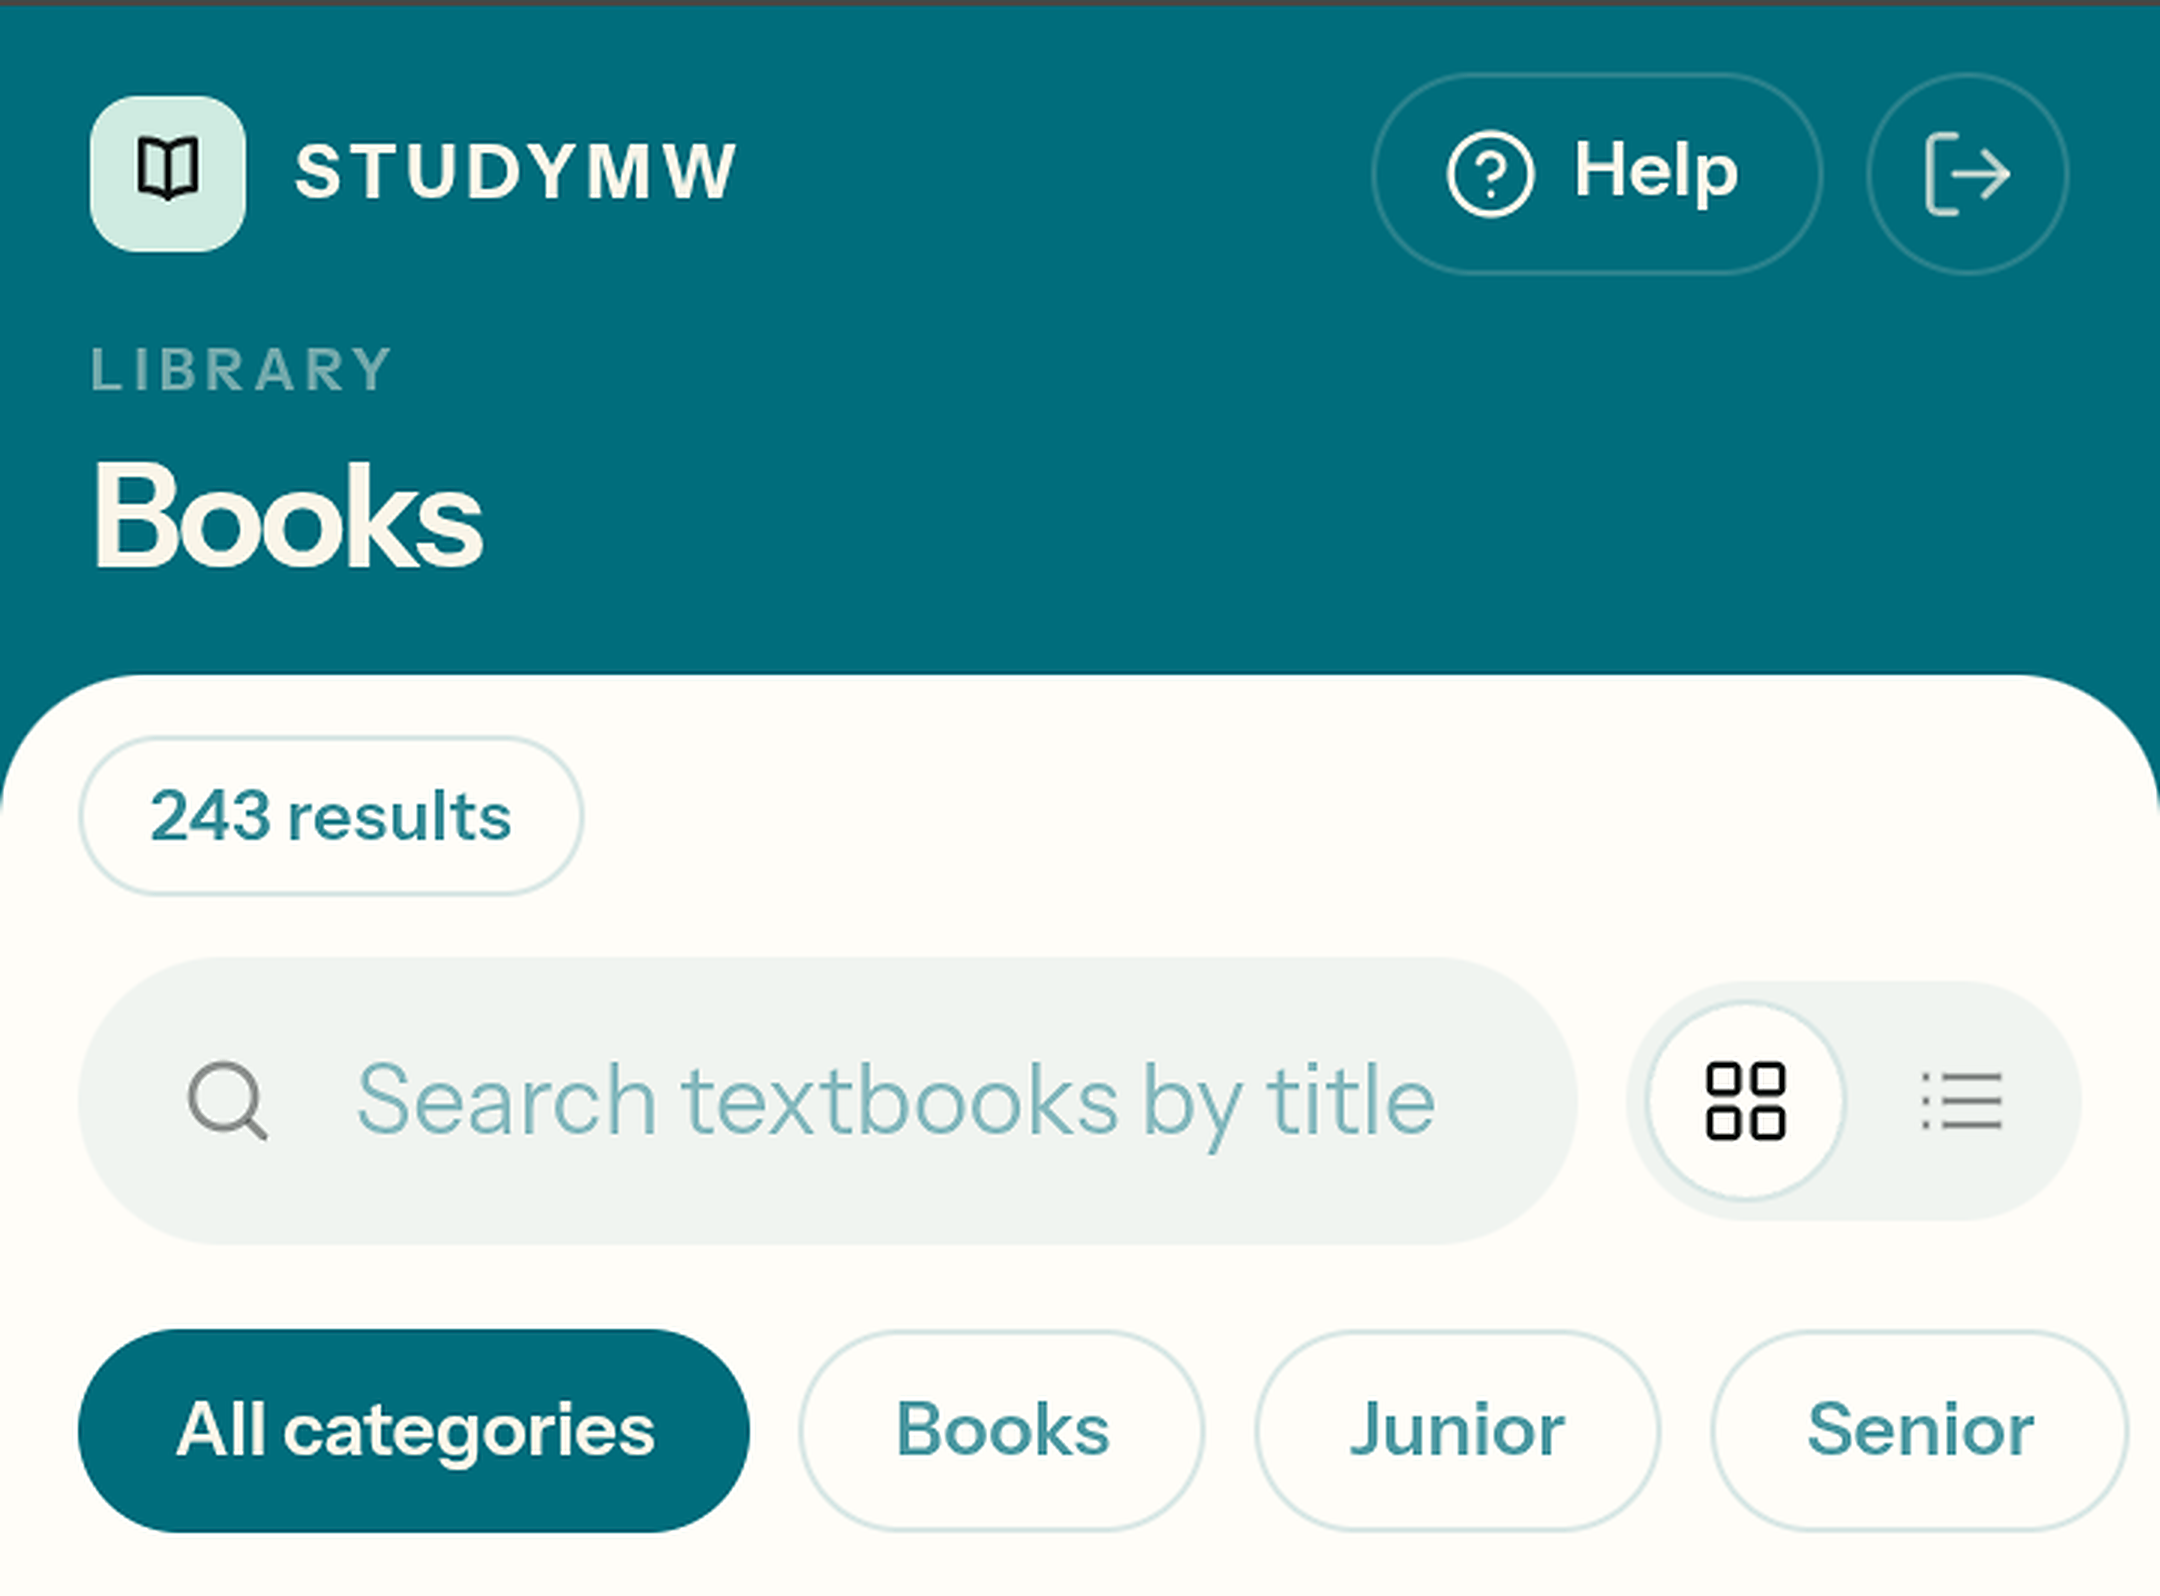 STUDYMW
Help
LIBRARY
Books
243 results
Search textbooks by title
All categories
Books
Junior
Senior